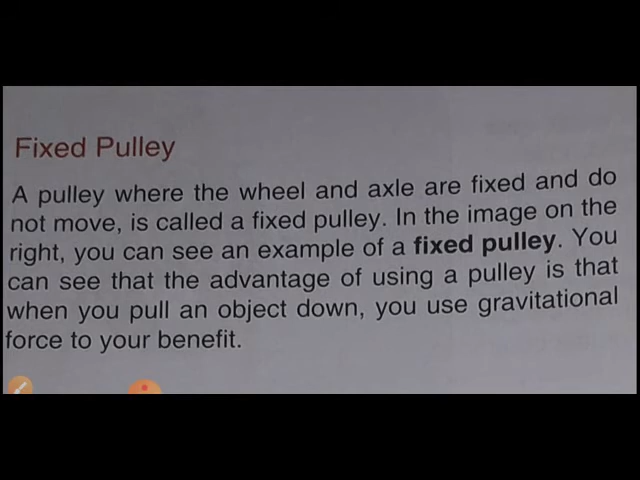 Fixed Pulley
A pulley where the wheel and axle are fixed and do
not move, is called a fixed pulley. In the image on the
right, you can see an example of a fixed pulley. You
can see that the advantage of using a pulley is that
when you pull an object down, you use gravitational
force to your benefit.